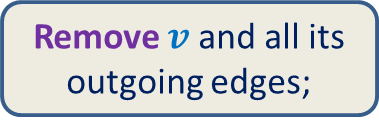 Remove v and all its
outgoing edges;